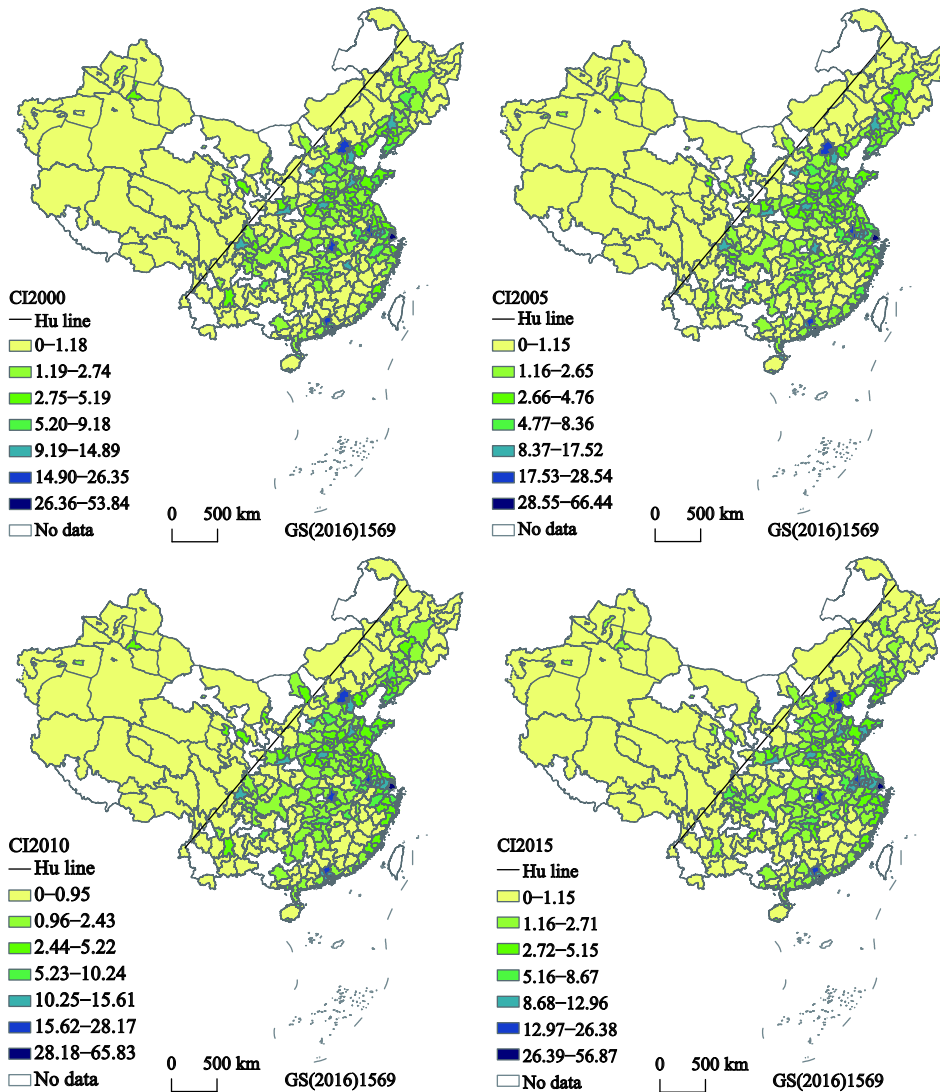 CI2000
Hu line
0–1.18
1.19–2.74
2.75–5.19
5.20–9.18
9.19–14.89
14.90–26.35
26.36–53.84
No data
0 500 km
GS(2016)1569
CI2005
Hu line
0–1.15
1.16–2.65
2.66–4.76
4.77–8.36
8.37–17.52
17.53–28.54
28.55–66.44
No data
0 500 km
GS(2016)1569
CI2010
Hu line
0–0.95
0.96–2.43
2.44–5.22
5.23–10.24
10.25–15.61
15.62–28.17
28.18–65.83
No data
0 500 km
GS(2016)1569
CI2015
Hu line
0–1.15
1.16–2.71
2.72–5.15
5.16–8.67
8.68–12.96
12.97–26.38
26.39–56.87
No data
0 500 km
GS(2016)1569